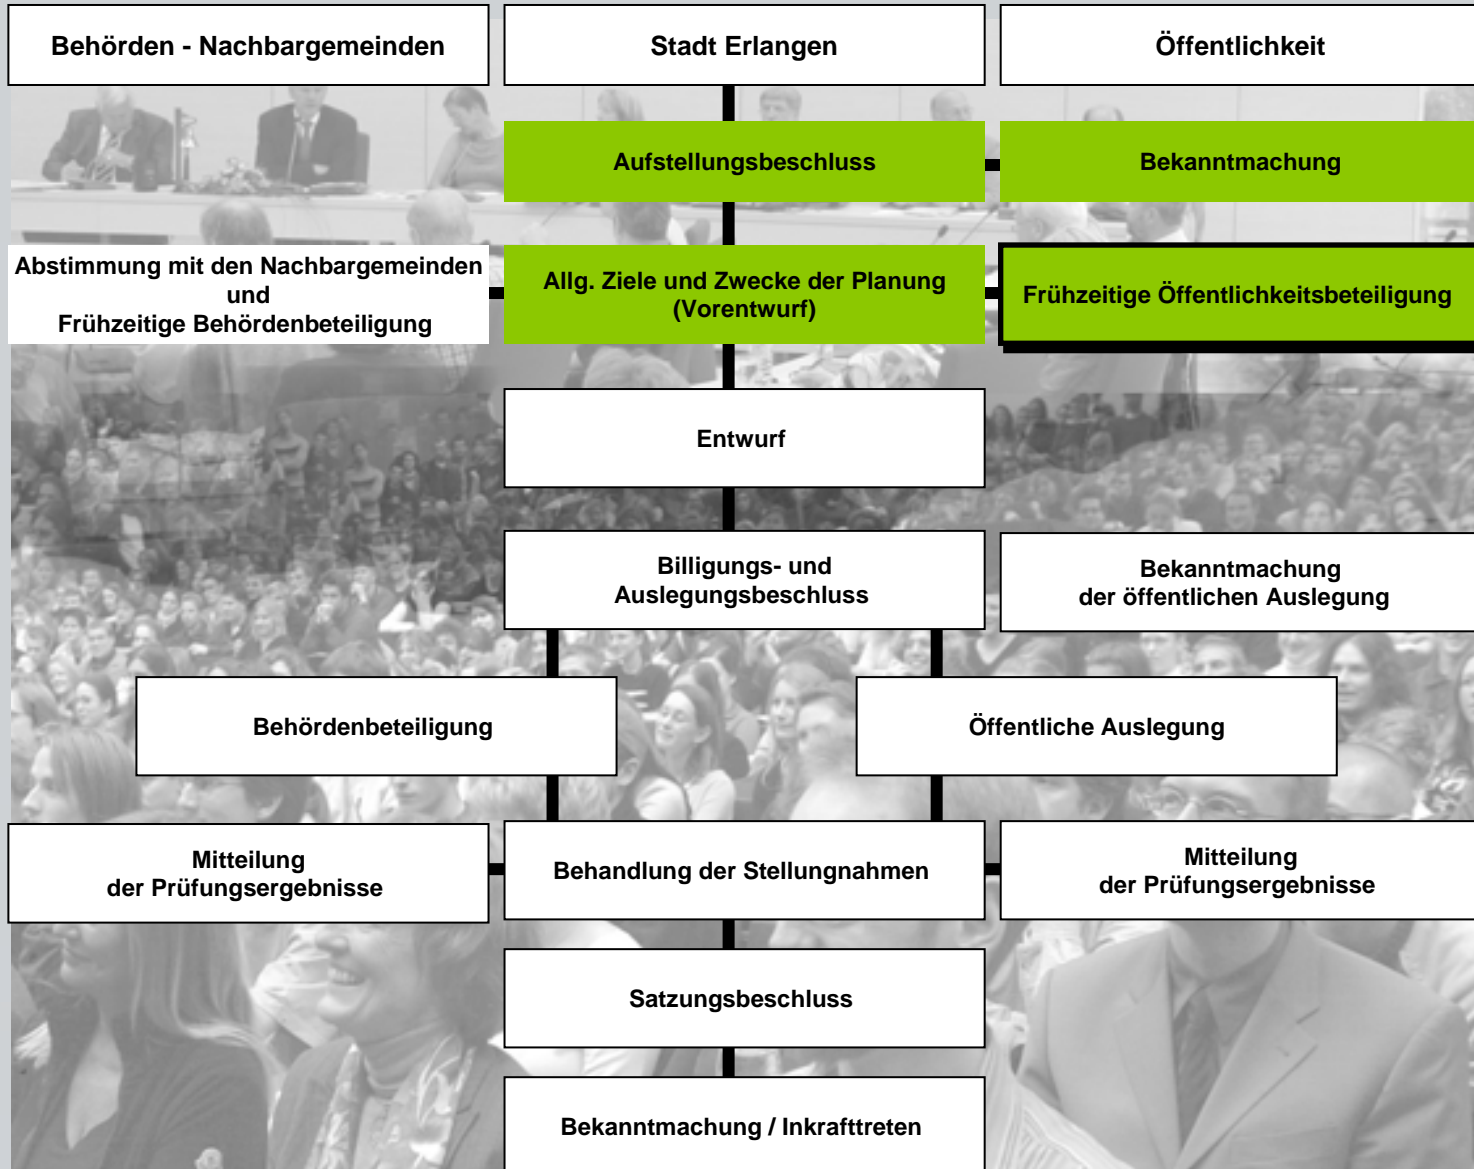 Behörden - Nachbargemeinden
Stadt Erlangen
Öffentlichkeit
Aufstellungsbeschluss
Bekanntmachung
Abstimmung mit den Nachbargemeinden
und
Frühzeitige Behördenbeteiligung
Allg. Ziele und Zwecke der Planung
(Vorentwurf)
Frühzeitige Öffentlichkeitsbeteiligung
Entwurf
Billigungs- und
Auslegungsbeschluss
Bekanntmachung
der öffentlichen Auslegung
Behördenbeteiligung
Öffentliche Auslegung
Mitteilung
der Prüfungsergebnisse
Behandlung der Stellungnahmen
Mitteilung
der Prüfungsergebnisse
Satzungsbeschluss
Bekanntmachung / Inkrafttreten